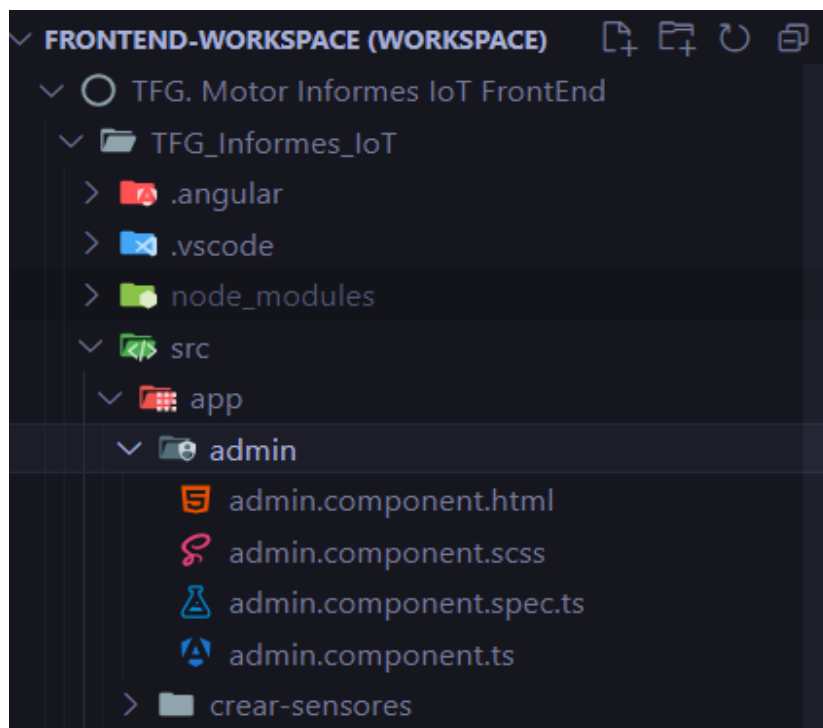 FRONTEND-WORKSPACE (WORKSPACE)
TFG. Motor Informes IoT FrontEnd
TFG_Informes_IoT
.angular
.vscode
node_modules
src
app
admin
admin.component.html
admin.component.scss
admin.component.spec.ts
admin.component.ts
crear-sensores